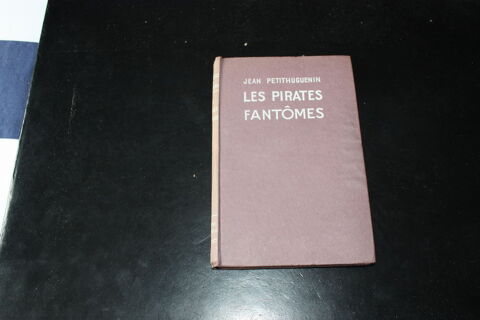 JEAN PETITHUGUENIN
LES PIRATES
FANTÔMES